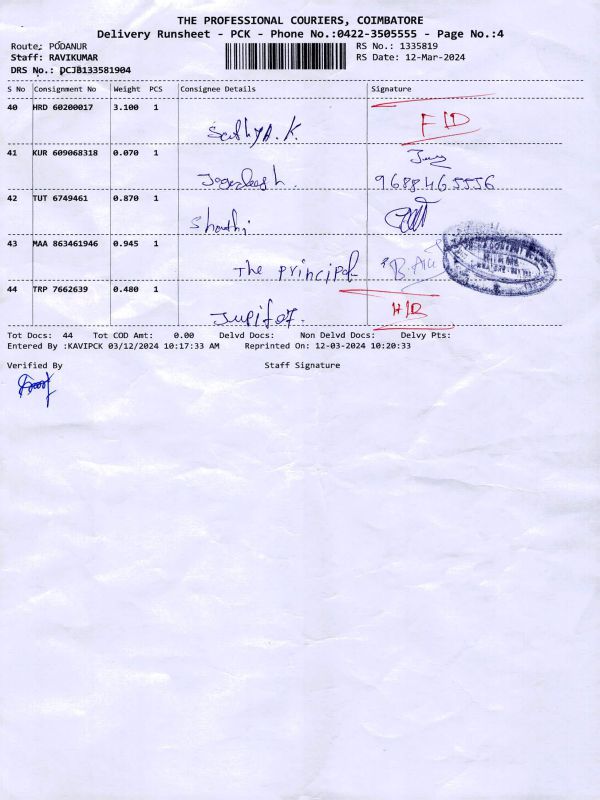 THE PROFESSIONAL COURIERS, COIMBATORE
Delivery Runsheet - PCK - Phone No.:0422-3505555 - Page No.:4
Route: PODANUR RS No.: 1335819
Staff: RAVIKUMAR RS Date: 12-Mar-2024
DRS No.: DCJB133581904
S No Consignment No Weight PCS Consignee Details Signature
40 HRD 60200017 3.100 1
Sathya.K.
41 KUR 609068318 0.070 1
9688465556
42 TUT 6749461 0.870 1
Shanthi
43 MAA 863461946 0.945 1
The principal
44 TRP 7662639 0.480 1
Tot Docs: 44 Tot COD Amt: 0.00 Delvd Docs: Non Delvd Docs: Delvy Pts:
Entered By :KAVIPCK 03/12/2024 10:17:33 AM Reprinted On: 12-03-2024 10:20:33
Verified By Staff Signature